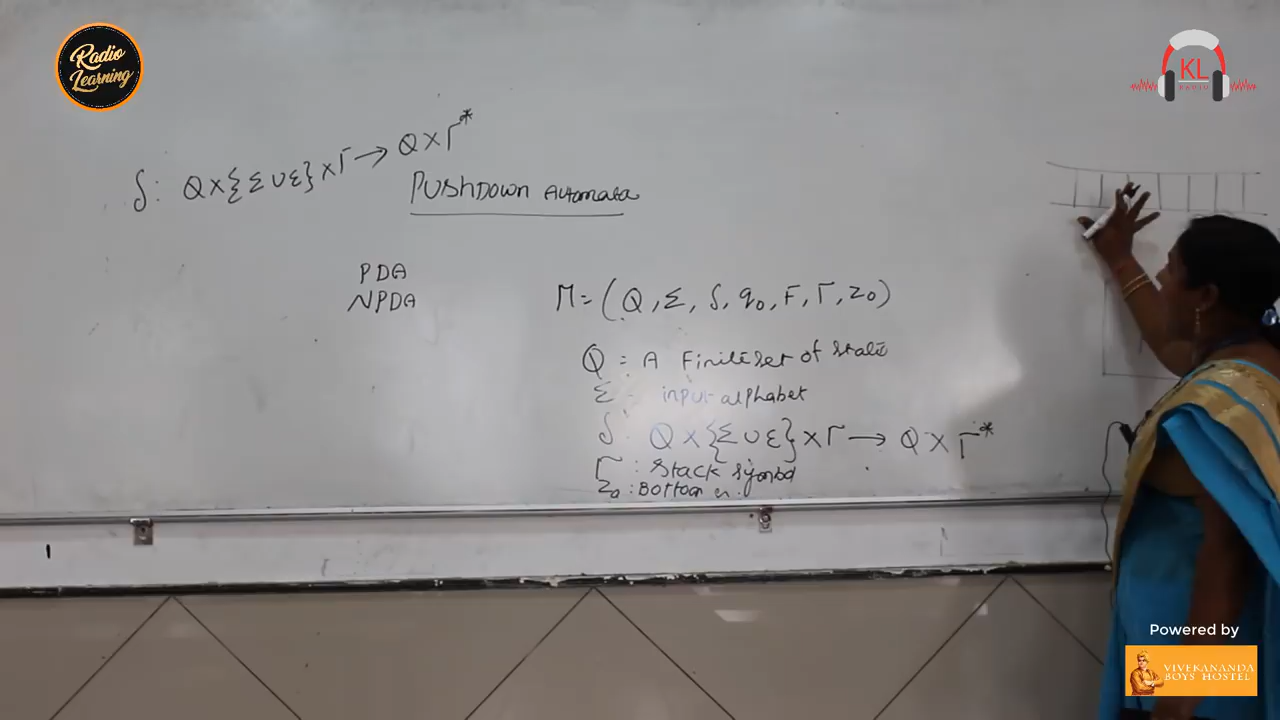 Radio Learning
KL
RADIO
δ: Q×{Σ∪ε}×Γ→Q×Γ*
PUSHDOWN AUTOMATA
PDA
NPDA
M=(Q,Σ,δ,q0,F,Γ,z0)
Q = A Finite set of state
Σ = input-alphabet
δ: Q×{Σ∪ε}×Γ→Q×Γ*
Γ: Stack symbol
z0: Bottom
Powered by
VIVEKANANDA
BOYS HOSTEL